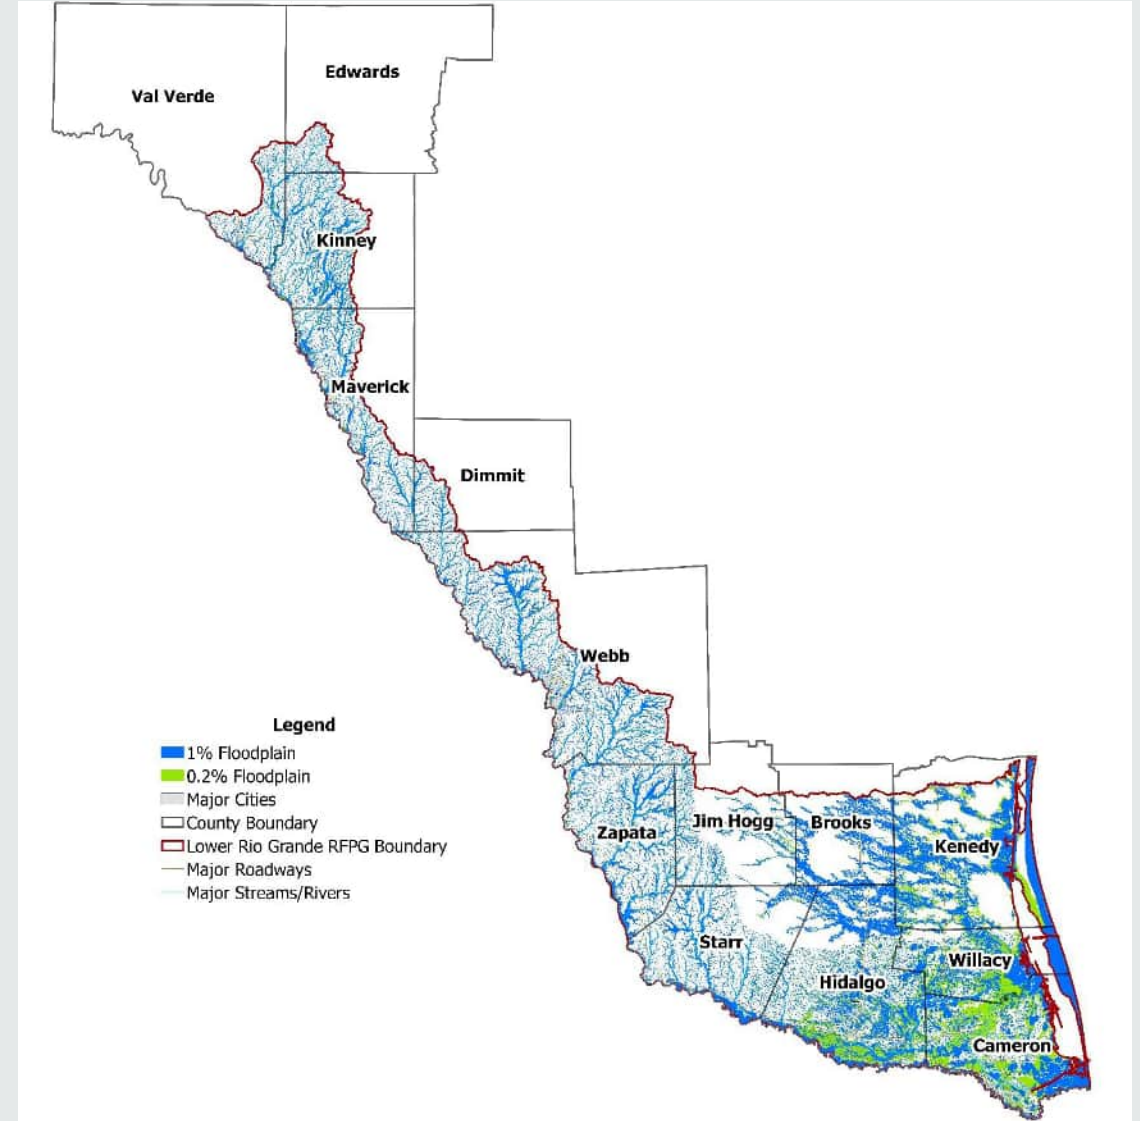 Edwards
Val Verde
Kinney
Maverick
Dimmit
Webb
Legend
1% Floodplain
0.2% Floodplain
Major Cities
County Boundary
Lower Rio Grande RFPG Boundary
Major Roadways
Major Streams/Rivers
Zapata
Jim Hogg
Brooks
Kenedy
Starr
Willacy
Hidalgo
Cameron